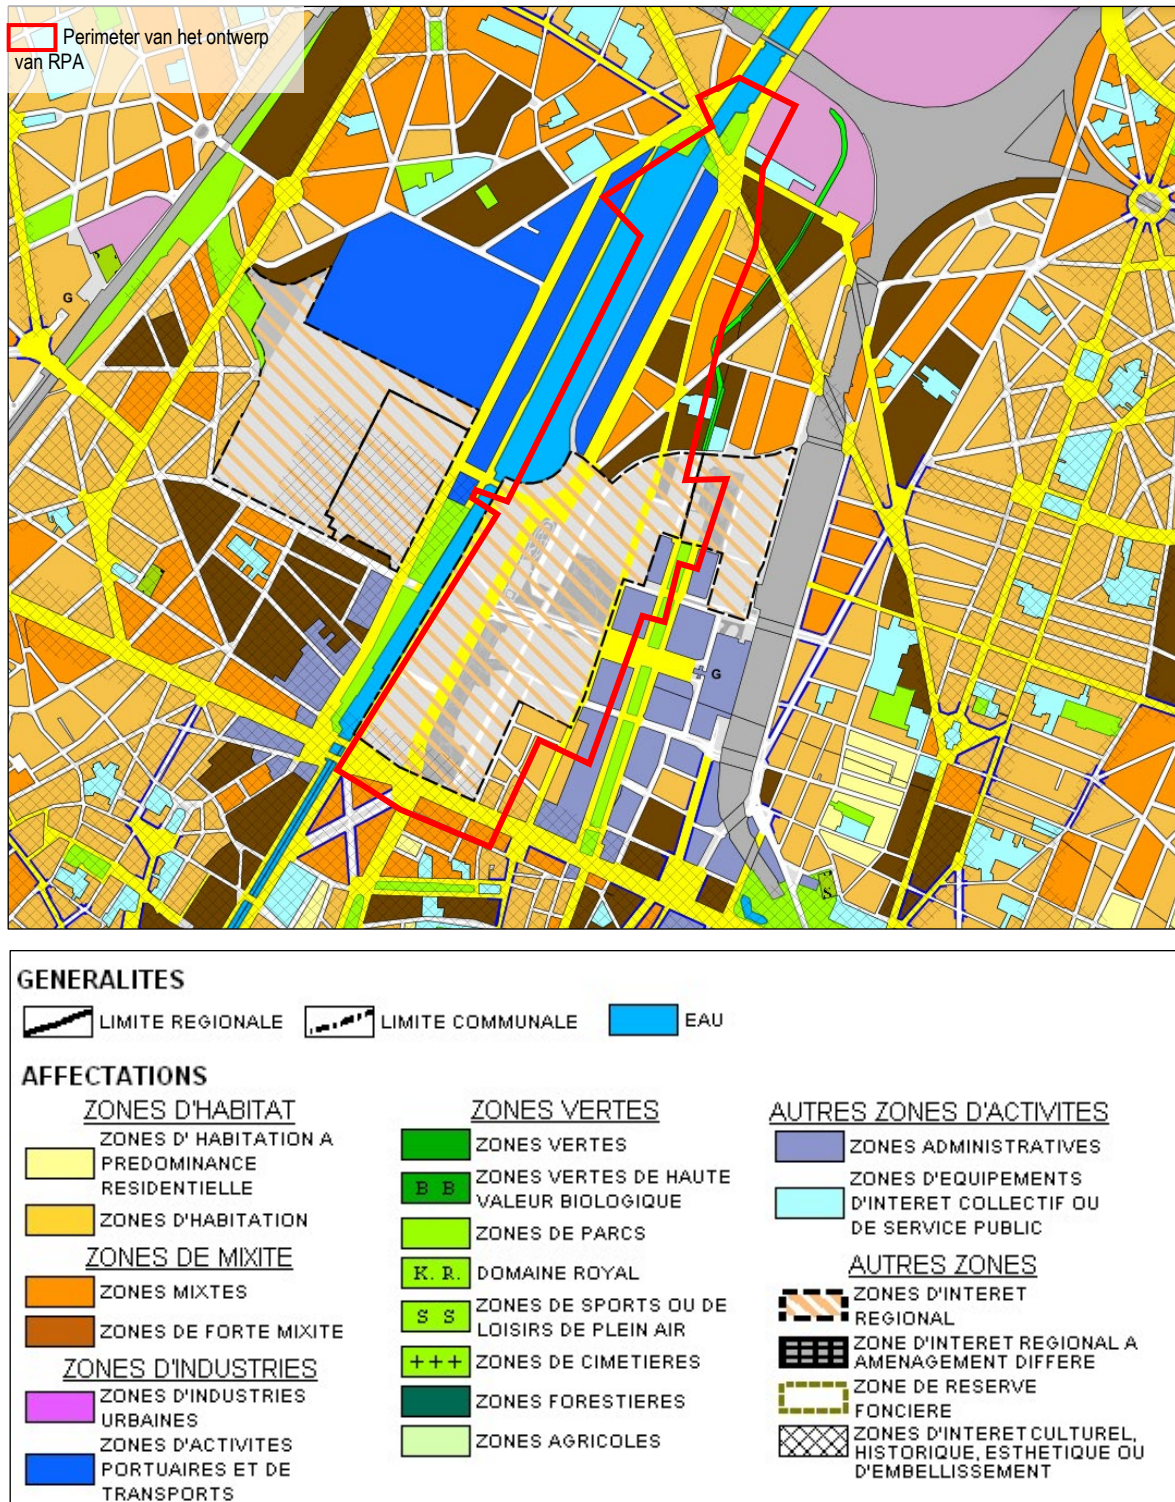 Perimeter van het ontwerp
van RPA
G
G
S
GENERALITES
LIMITE REGIONALE
LIMITE COMMUNALE
EAU
AFFECTATIONS
ZONES D'HABITAT
ZONES D' HABITATION A
PREDOMINANCE
RESIDENTIELLE
ZONES D'HABITATION
ZONES DE MIXITE
ZONES MIXTES
ZONES DE FORTE MIXITE
ZONES D'INDUSTRIES
ZONES D'INDUSTRIES
URBAINES
ZONES D'ACTIVITES
PORTUAIRES ET DE
TRANSPORTS
ZONES VERTES
ZONES VERTES
B B
ZONES VERTES DE HAUTE
VALEUR BIOLOGIQUE
ZONES DE PARCS
K. R.
DOMAINE ROYAL
S S
ZONES DE SPORTS OU DE
LOISIRS DE PLEIN AIR
+++
ZONES DE CIMETIERES
ZONES FORESTIERES
ZONES AGRICOLES
AUTRES ZONES D'ACTIVITES
ZONES ADMINISTRATIVES
ZONES D'EQUIPEMENTS
D'INTERET COLLECTIF OU
DE SERVICE PUBLIC
AUTRES ZONES
ZONES D'INTERET
REGIONAL
ZONE D'INTERET REGIONAL A
AMENAGEMENT DIFFERE
ZONE DE RESERVE
FONCIERE
ZONES D'INTERET CULTUREL,
HISTORIQUE, ESTHETIQUE OU
D'EMBELLISSEMENT